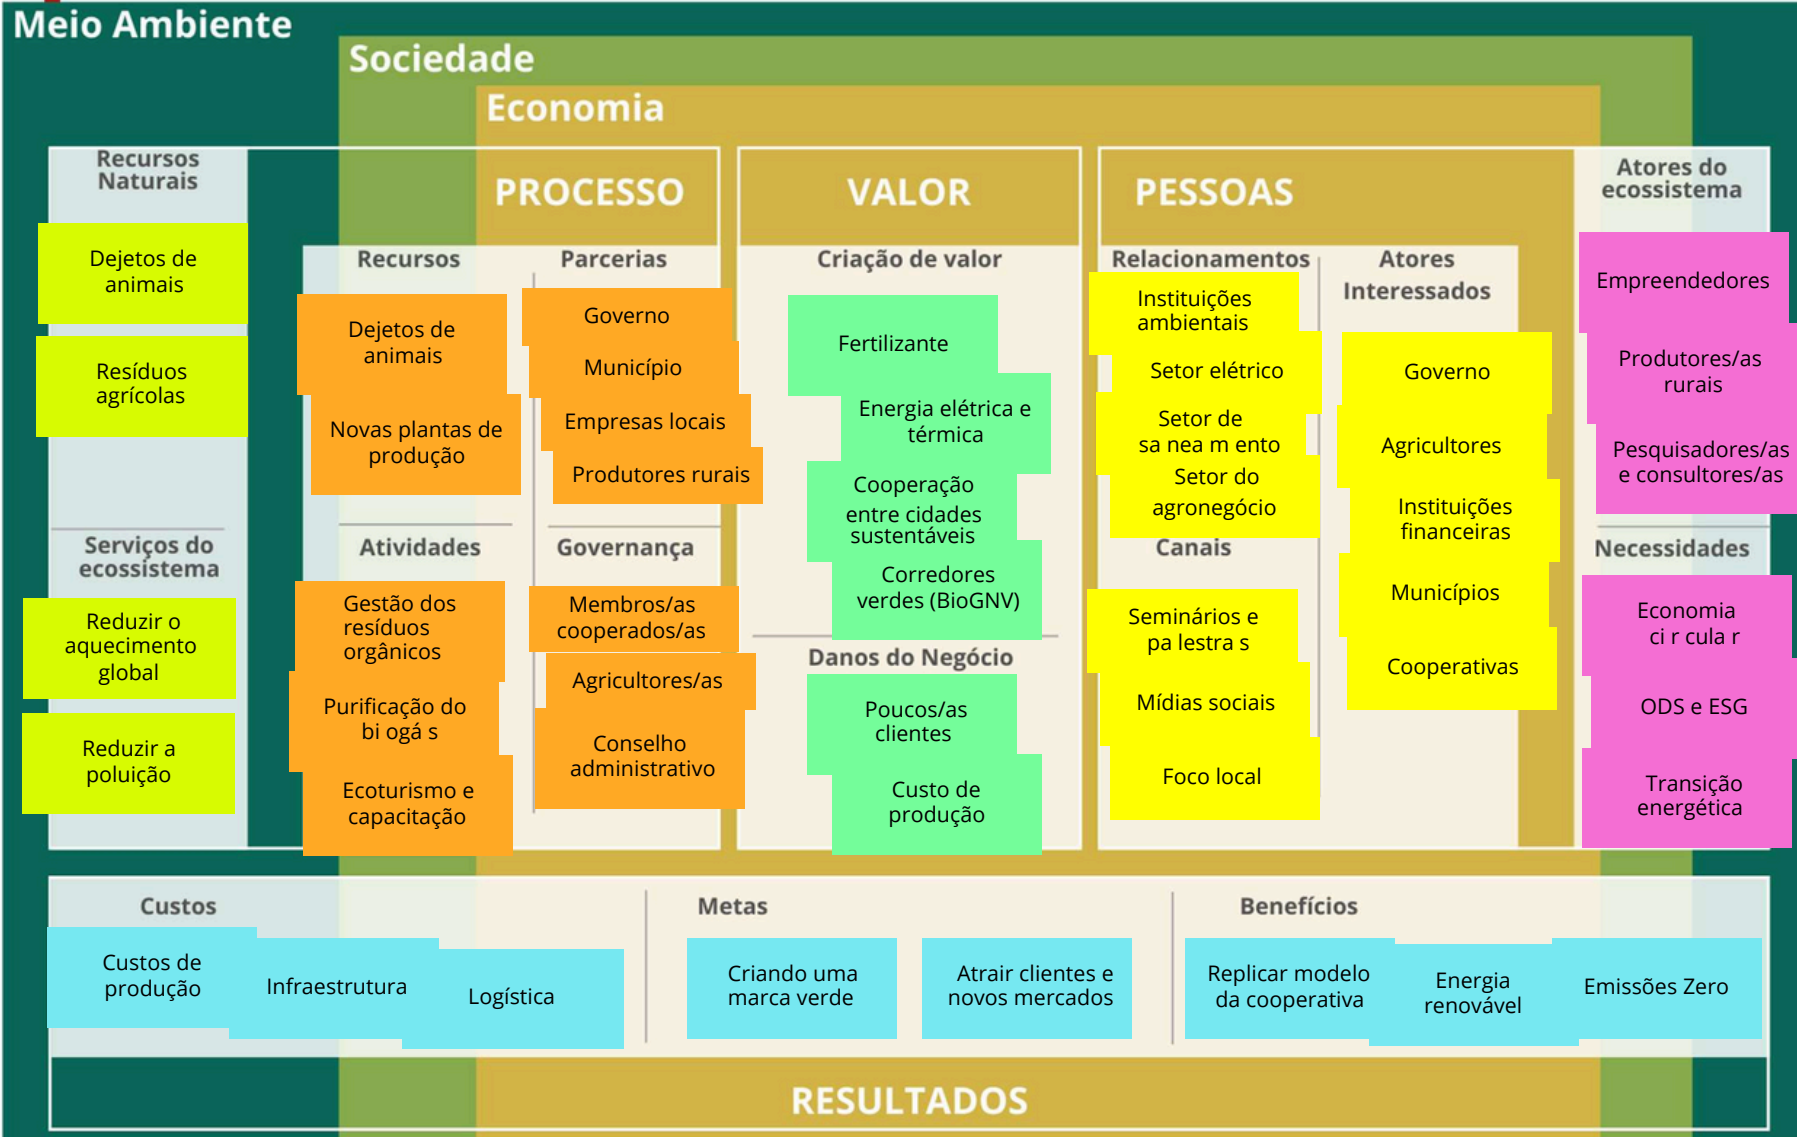 Meio Ambiente
Sociedade
Economia
Recursos
Naturais
Dejetos de
animais
Resíduos
agrícolas
Serviços do
ecossistema
Reduzir o
aquecimento
global
Reduzir a
poluição
PROCESSO
Recursos
Dejetos de
animais
Novas plantas de
produção
Parcerias
Governo
Município
Empresas locais
Produtores rurais
Atividades
Gestão dos
resíduos
orgânicos
Purificação do
bi ogá s
Ecoturismo e
capacitação
Governança
Membros/as
cooperados/as
Agricultores/as
Conselho
administrativo
VALOR
Criação de valor
Fertilizante
Energia elétrica e
térmica
Cooperação
entre cidades
sustentáveis
Corredores
verdes (BioGNV)
Danos do Negócio
Poucos/as
clientes
Custo de
produção
PESSOAS
Relacionamentos
Instituições
ambientais
Setor elétrico
Setor de
sa nea m ento
Setor do
agronegócio
Canais
Seminários e
pa lestra s
Mídias sociais
Foco local
Atores
Interessados
Governo
Agricultores
Instituições
financeiras
Municípios
Cooperativas
Atores do
ecossistema
Empreendedores
Produtores/as
rurais
Pesquisadores/as
e consultores/as
Necessidades
Economia
ci r cula r
ODS e ESG
Transição
energética
Custos
Custos de
produção
Infraestrutura
Logística
Metas
Criando uma
marca verde
Atrair clientes e
novos mercados
Benefícios
Replicar modelo
da cooperativa
Energia
renovável
Emissões Zero
RESULTADOS